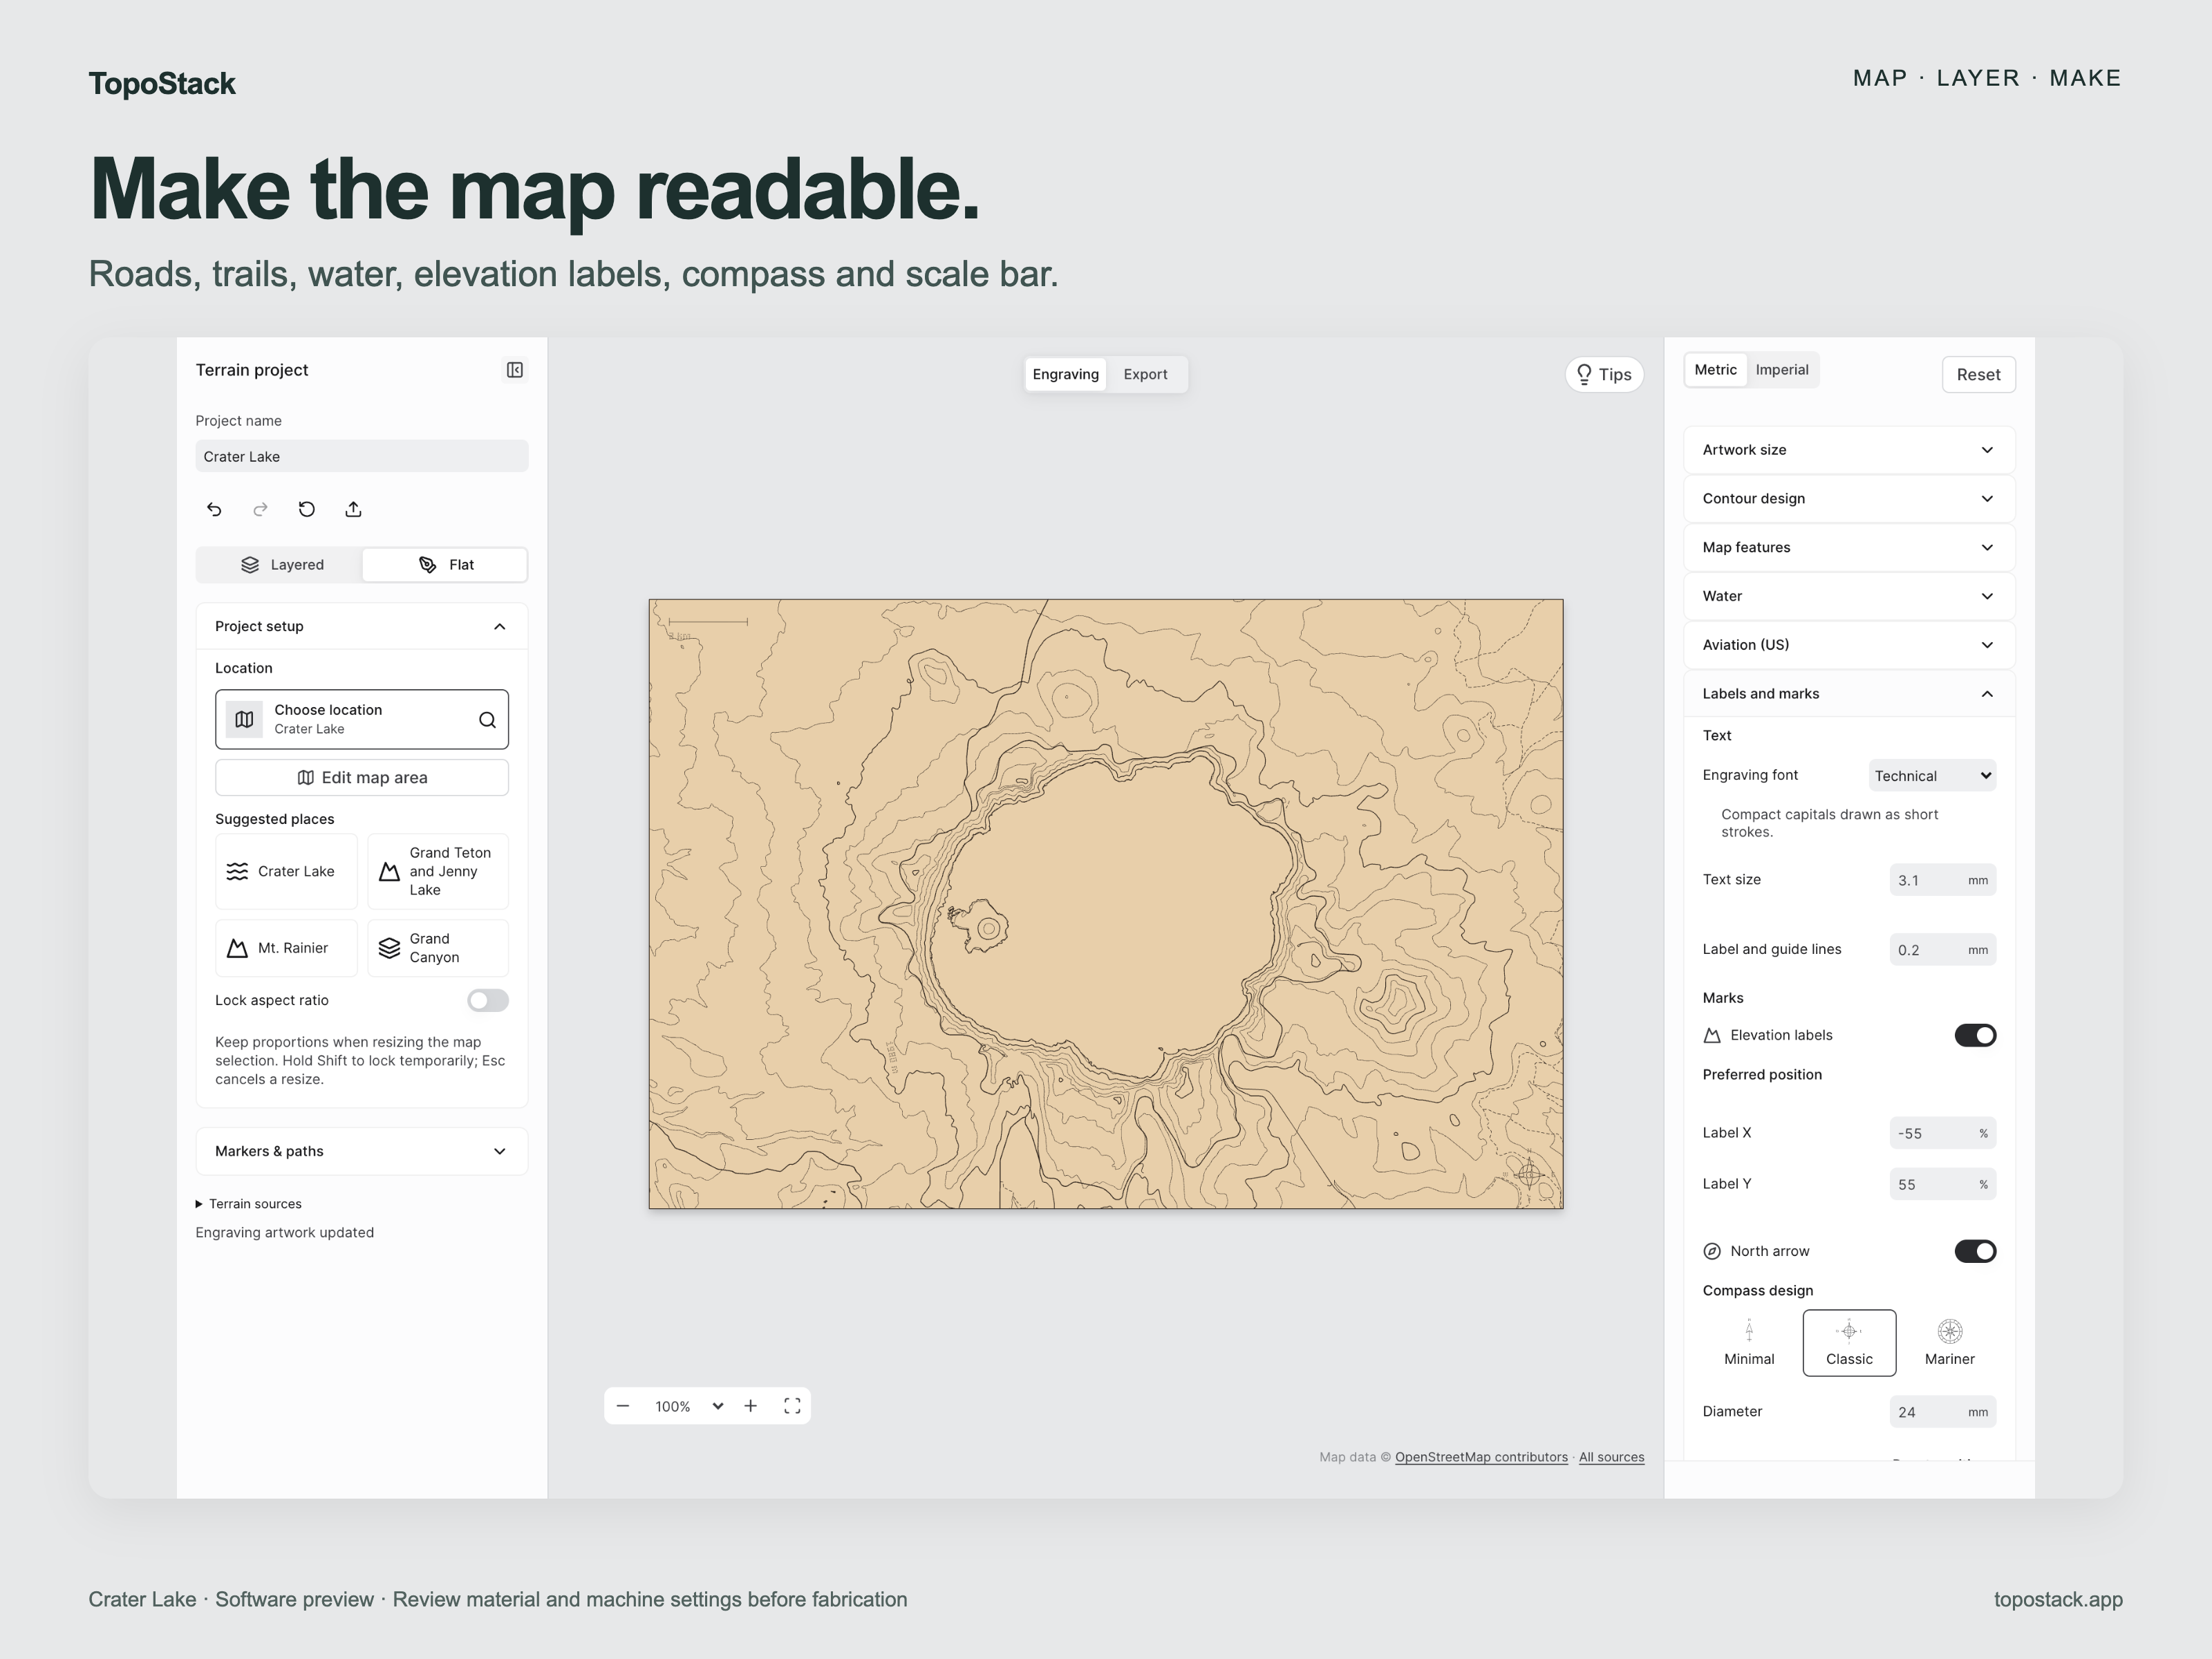 TopoStack
MAP · LAYER · MAKE
Make the map readable.
Roads, trails, water, elevation labels, compass and scale bar.
Terrain project
Project name
Crater Lake
Layered
Flat
Project setup
Location
Choose location
Crater Lake
Edit map area
Suggested places
Crater Lake
Grand Teton
and Jenny
Lake
Mt. Rainier
Grand
Canyon
Lock aspect ratio
Keep proportions when resizing the map
selection. Hold Shift to lock temporarily; Esc
cancels a resize.
Markers & paths
Terrain sources
Engraving artwork updated
Engraving
Export
Tips
100%
Map data © OpenStreetMap contributors · All sources
Metric
Imperial
Reset
Artwork size
Contour design
Map features
Water
Aviation (US)
Labels and marks
Text
Engraving font
Technical
Compact capitals drawn as short
strokes.
Text size
3.1 mm
Label and guide lines
0.2 mm
Marks
Elevation labels
Preferred position
Label X
-55 %
Label Y
55 %
North arrow
Compass design
Minimal
Classic
Mariner
Diameter
24 mm
Crater Lake · Software preview · Review material and machine settings before fabrication
topostack.app